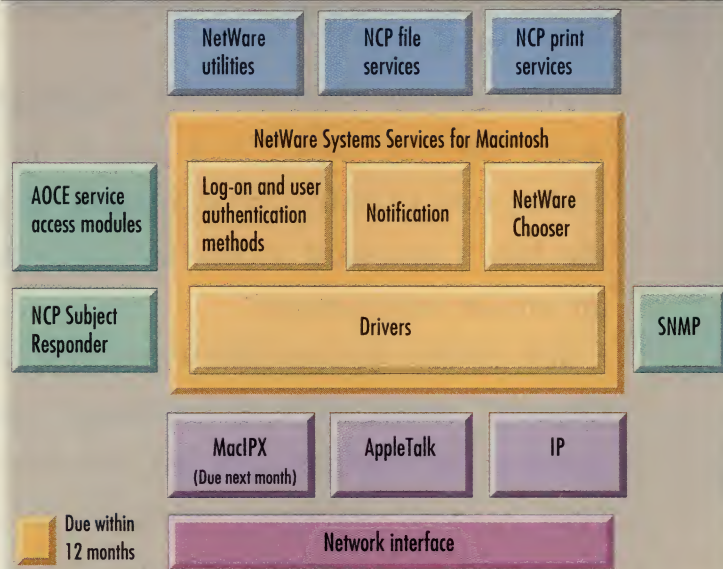 NetWare
utilities
NCP file
services
NCP print
services
NetWare Systems Services for Macintosh
AOCE service
access modules
Log-on and user
authentication
methods
Notification
NetWare
Chooser
NCP Subject
Responder
Drivers
SNMP
MacIPX
(Due next month)
AppleTalk
IP
Due within
12 months
Network interface